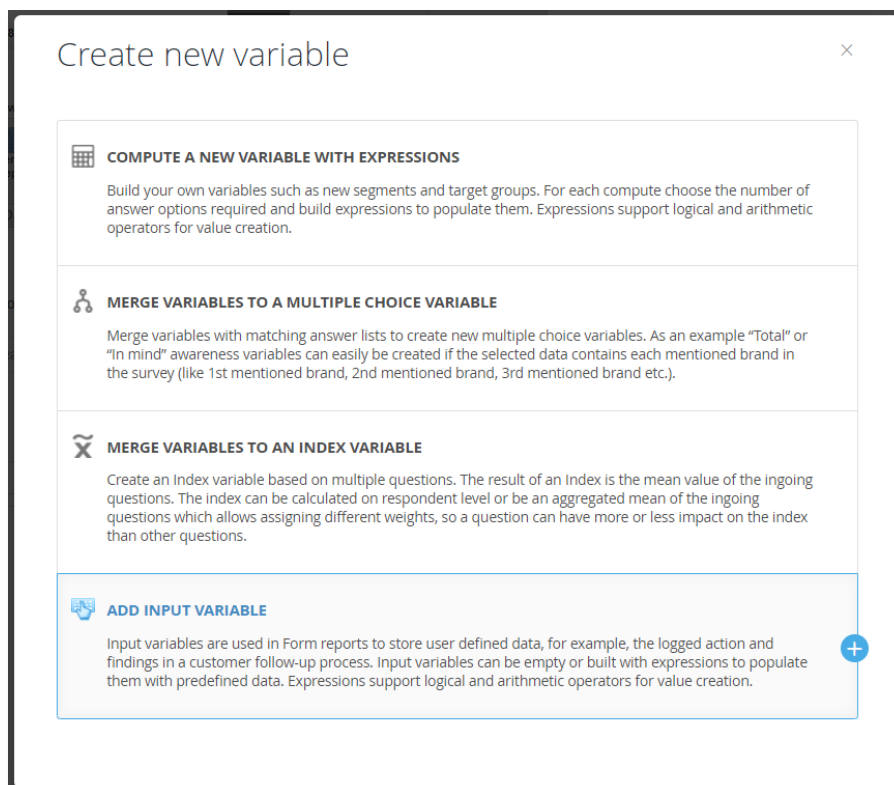 Create new variable
COMPUTE A NEW VARIABLE WITH EXPRESSIONS
Build your own variables such as new segments and target groups. For each compute choose the number of
answer options required and build expressions to populate them. Expressions support logical and arithmetic
operators for value creation.
MERGE VARIABLES TO A MULTIPLE CHOICE VARIABLE
Merge variables with matching answer lists to create new multiple choice variables. As an example “Total” or
“In mind” awareness variables can easily be created if the selected data contains each mentioned brand in
the survey (like 1st mentioned brand, 2nd mentioned brand, 3rd mentioned brand etc.).
MERGE VARIABLES TO AN INDEX VARIABLE
Create an Index variable based on multiple questions. The result of an Index is the mean value of the ingoing
questions. The index can be calculated on respondent level or be an aggregated mean of the ingoing
questions which allows assigning different weights, so a question can have more or less impact on the index
than other questions.
ADD INPUT VARIABLE
Input variables are used in Form reports to store user defined data, for example, the logged action and
findings in a customer follow-up process. Input variables can be empty or built with expressions to populate
them with predefined data. Expressions support logical and arithmetic operators for value creation.